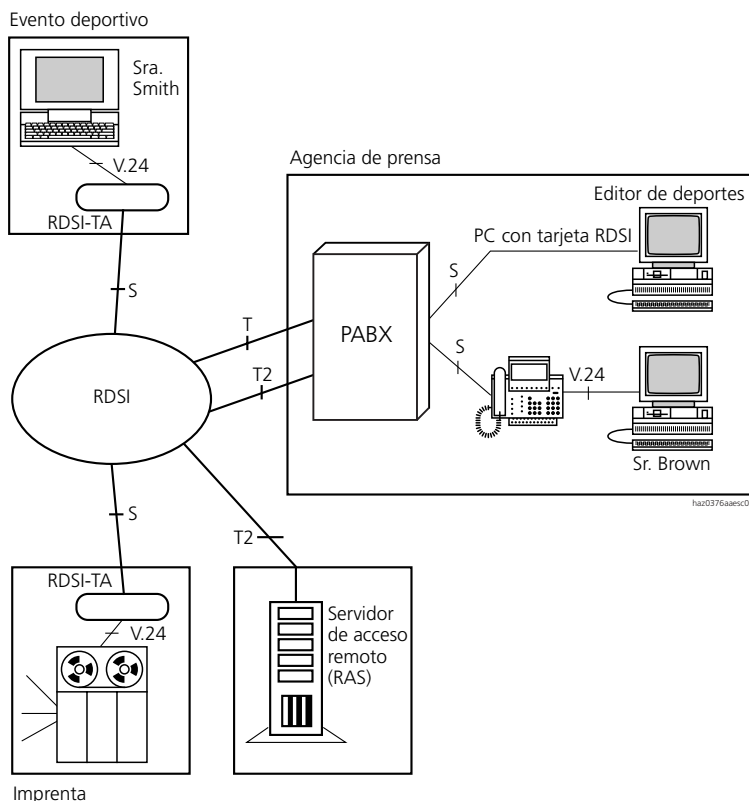 Evento deportivo
Sra.
Smith
V.24
RDSI-TA
S
Agencia de prensa
Editor de deportes
PC con tarjeta RDSI
S
PABX
S
V.24
Sr. Brown
T
T2
RDSI
haz0376aaesc0
S
T2
RDSI-TA
V.24
Servidor
de acceso
remoto
(RAS)
Imprenta